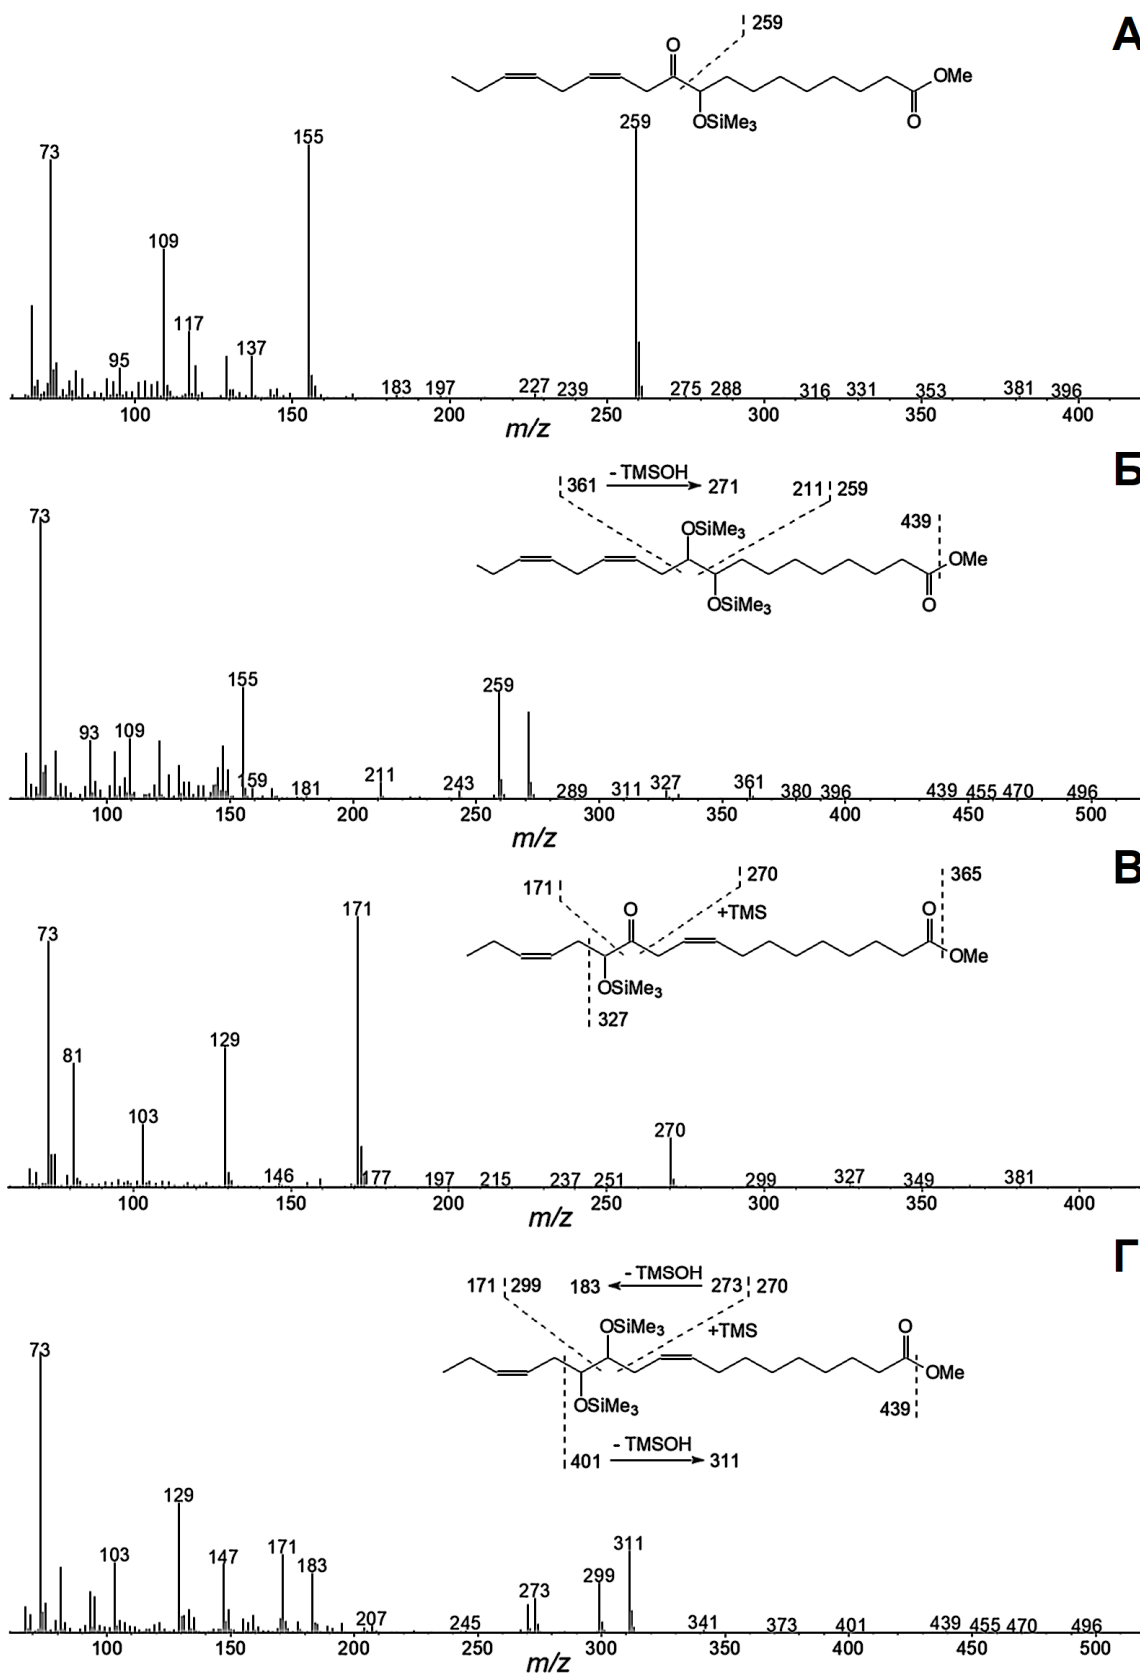 А
259
O
OMe
O
OSiMe₃
259
155
73
109
117
137
95
183 197 227 239 275 288 316 331 353 381 396
100 150 200 250 300 350 400
m/z
Б
361 - TMSOH 271
211 259
439
OSiMe₃
OMe
O
OSiMe₃
73
155
259
93 109
159 181 211 243 289 311 327 361 380 396 439 455 470 496
100 150 200 250 300 350 400 450 500
m/z
В
171
270
+TMS
365
O
O
OMe
OSiMe₃
327
171
73
129
81
103
270
146 177 197 215 237 251 299 327 349 381
100 150 200 250 300 350 400
m/z
Г
171 299 183 - TMSOH 273 270
+TMS
OSiMe₃
O
OMe
OSiMe₃
439
401 - TMSOH 311
73
129
103 147 171 183
311
299
273
207 245 341 373 401 439 455 470 496
100 150 200 250 300 350 400 450 500
m/z